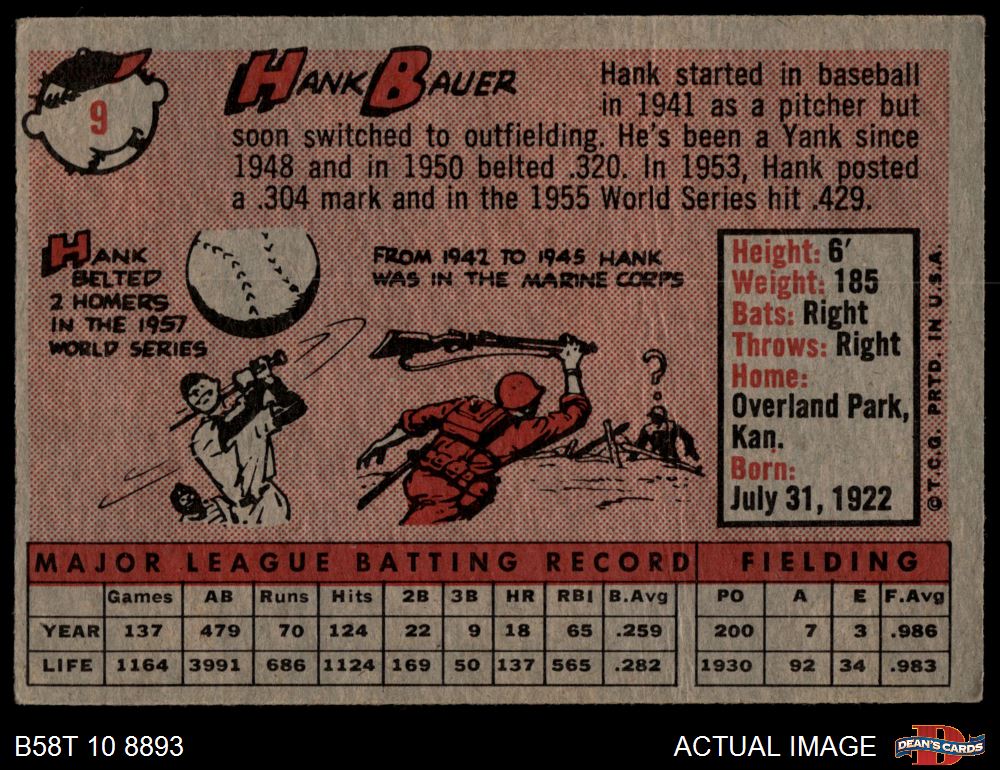 9
HANK BAUER
Hank started in baseball
in 1941 as a pitcher but
soon switched to outfielding. He's been a Yank since
1948 and in 1950 belted .320. In 1953, Hank posted
a .304 mark and in the 1955 World Series hit .429.
HANK
BELTED
2 HOMERS
IN THE 1957
WORLD SERIES
FROM 1942 TO 1945 HANK
WAS IN THE MARINE CORPS
?
Height: 6'
Weight: 185
Bats: Right
Throws: Right
Home:
Overland Park,
Kan.
Born:
July 31, 1922
©T.C.G. PRTD. IN U.S.A.
MAJOR LEAGUE BATTING RECORD FIELDING
Games AB Runs Hits 2B 3B HR RBI B.Avg PO A E F.Avg
YEAR 137 479 70 124 22 9 18 65 .259 200 7 3 .986
LIFE 1164 3991 686 1124 169 50 137 565 .282 1930 92 34 .983
B58T 10 8893
ACTUAL IMAGE
D
DEAN'S CARDS